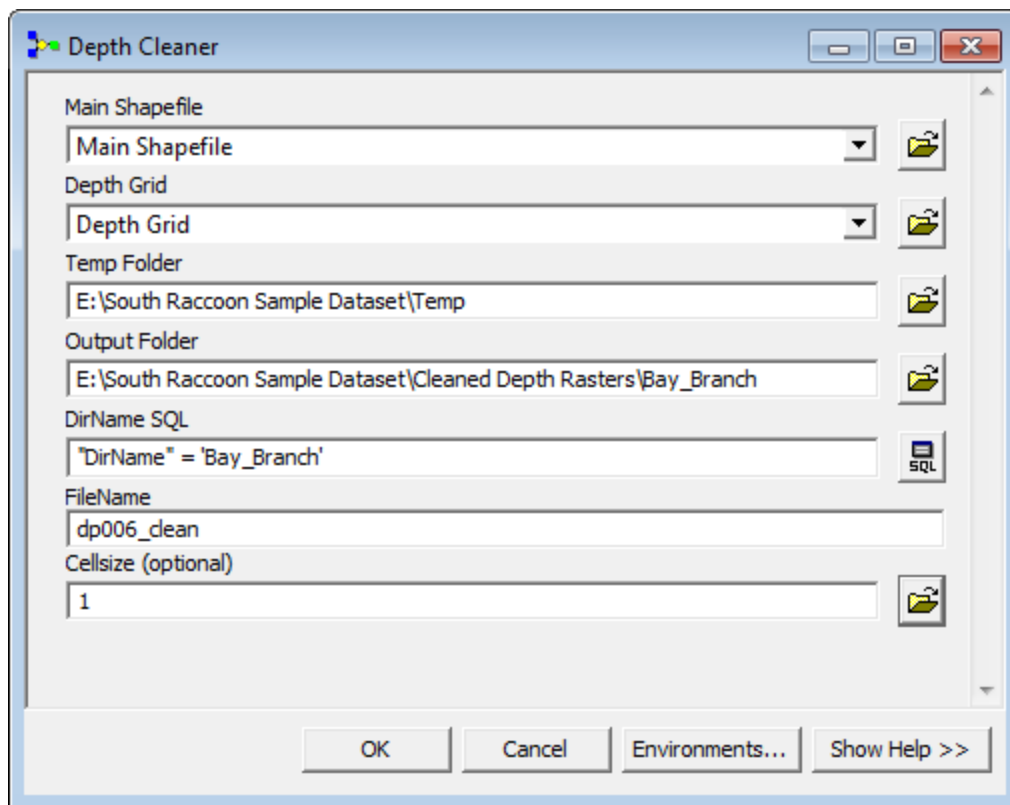 Depth Cleaner
Main Shapefile
Main Shapefile
Depth Grid
Depth Grid
Temp Folder
E:\South Raccoon Sample Dataset\Temp
Output Folder
E:\South Raccoon Sample Dataset\Cleaned Depth Rasters\Bay_Branch
DirName SQL
"DirName" = 'Bay_Branch'
SQL
FileName
dp006_clean
Cellsize (optional)
1
OK Cancel Environments... Show Help >>